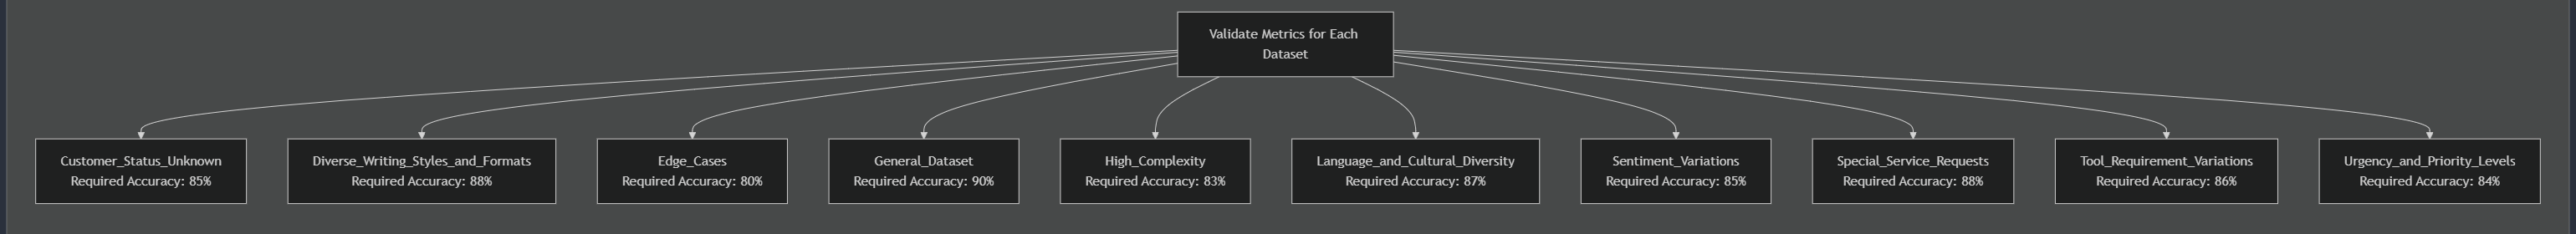 Validate Metrics for Each
Dataset
Customer_Status_Unknown
Required Accuracy: 85%
Diverse_Writing_Styles_and_Formats
Required Accuracy: 88%
Edge_Cases
Required Accuracy: 80%
General_Dataset
Required Accuracy: 90%
High_Complexity
Required Accuracy: 83%
Language_and_Cultural_Diversity
Required Accuracy: 87%
Sentiment_Variations
Required Accuracy: 85%
Special_Service_Requests
Required Accuracy: 88%
Tool_Requirement_Variations
Required Accuracy: 86%
Urgency_and_Priority_Levels
Required Accuracy: 84%